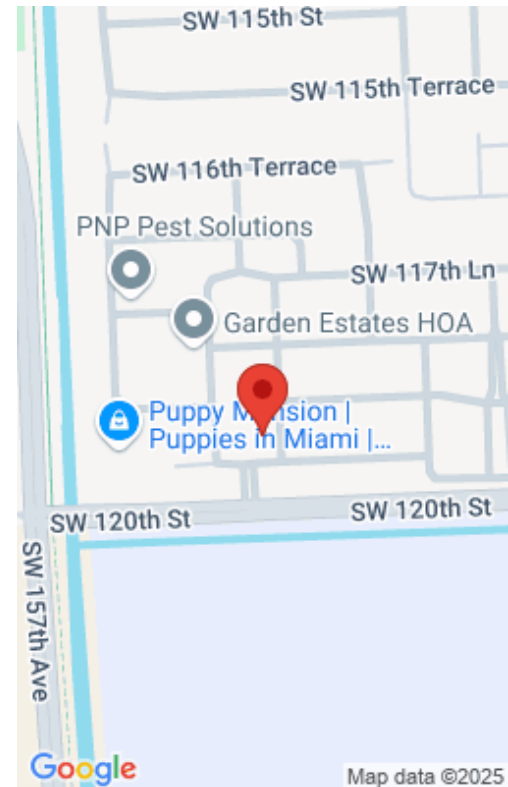 SW 115th St
SW 115th Terrace
SW 116th Terrace
PNP Pest Solutions
SW 117th Ln
Garden Estates HOA
Puppy Mansion |
Puppies in Miami |...
SW 120th St
SW 120th St
SW 157th Ave
Google
Map data ©2025